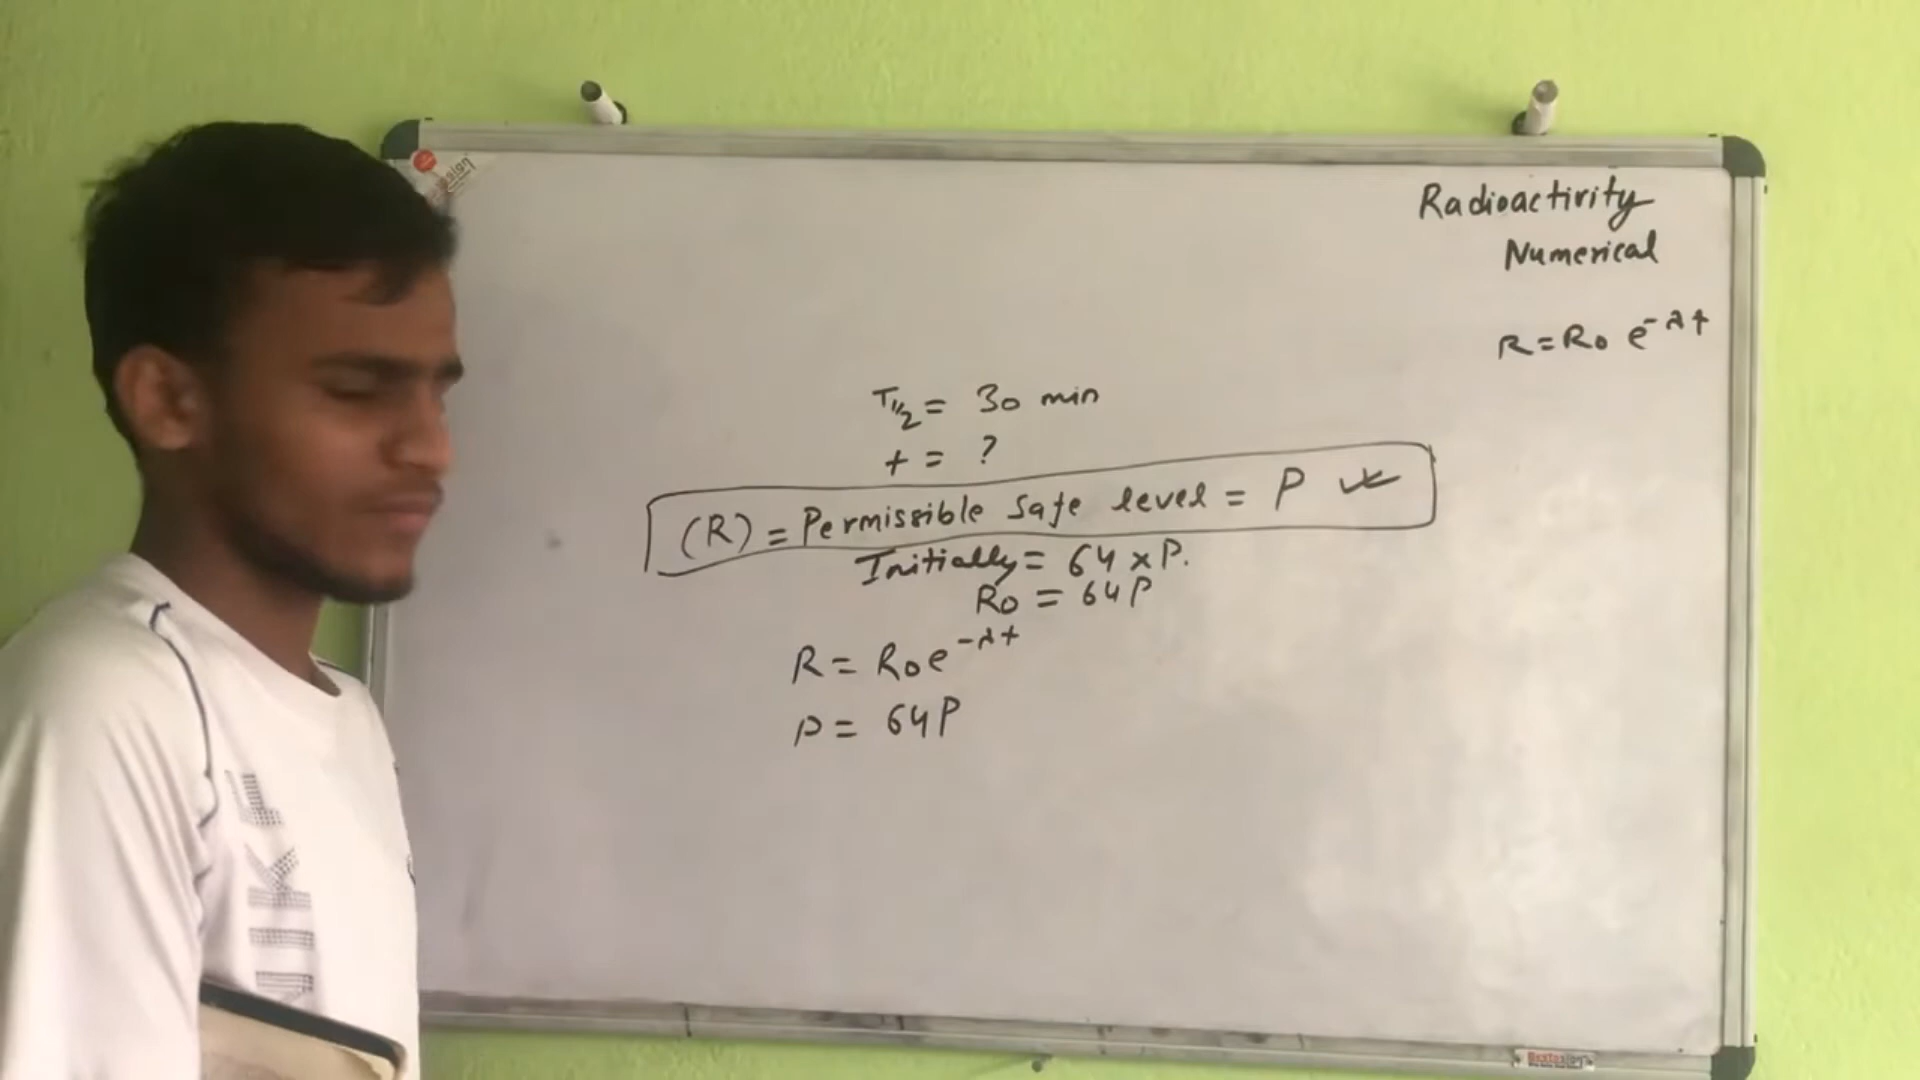 Radioactivity
Numerical
R = R₀ e^-λt
T1/2 = 30 min
t = ?
(R) = Permissible safe level = P
Initially = 64 × P.
R₀ = 64P
R = R₀e^-λt
P = 64P